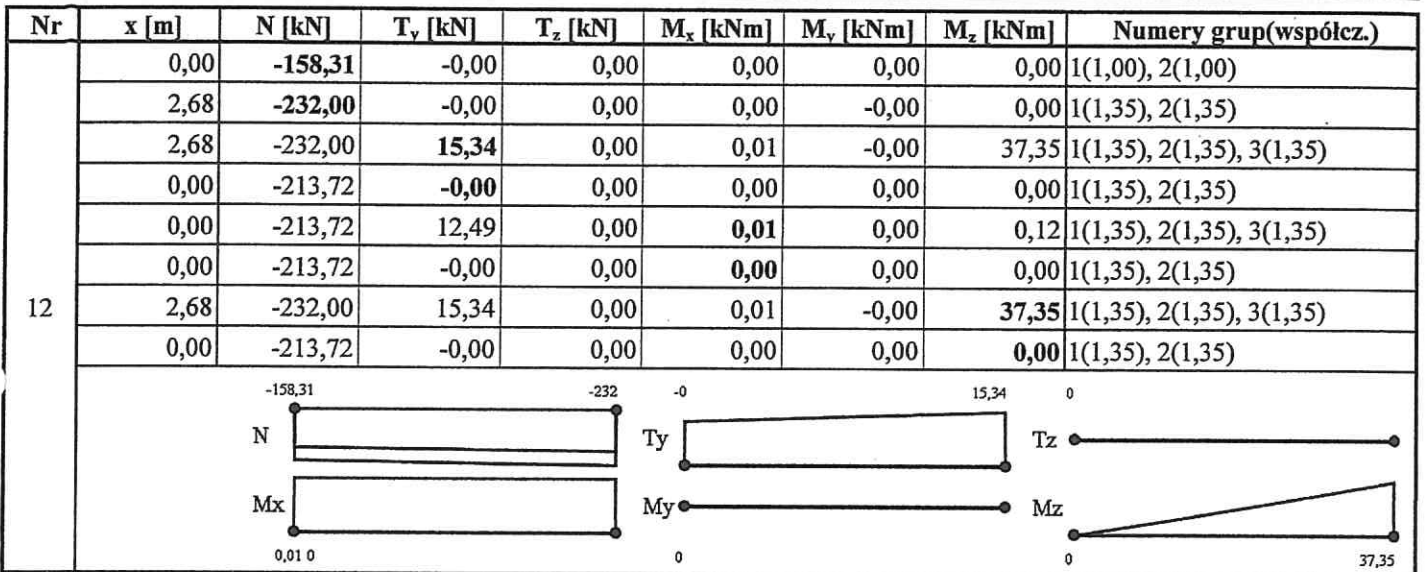 Nr x [m] N [kN] Ty [kN] Tz [kN] Mx [kNm] My [kNm] Mz [kNm] Numery grup(współcz.)
0,00 -158,31 -0,00 0,00 0,00 0,00 0,00 1(1,00), 2(1,00)
2,68 -232,00 -0,00 0,00 0,00 -0,00 0,00 1(1,35), 2(1,35)
2,68 -232,00 15,34 0,00 0,01 -0,00 37,35 1(1,35), 2(1,35), 3(1,35)
0,00 -213,72 -0,00 0,00 0,00 0,00 0,00 1(1,35), 2(1,35)
0,00 -213,72 12,49 0,00 0,01 0,00 0,12 1(1,35), 2(1,35), 3(1,35)
0,00 -213,72 -0,00 0,00 0,00 0,00 0,00 1(1,35), 2(1,35)
12 2,68 -232,00 15,34 0,00 0,01 -0,00 37,35 1(1,35), 2(1,35), 3(1,35)
0,00 -213,72 -0,00 0,00 0,00 0,00 0,00 1(1,35), 2(1,35)
-158,31 -232 -0 15,34 0
N Ty Tz
Mx My Mz
0,01 0 0 0 37,35